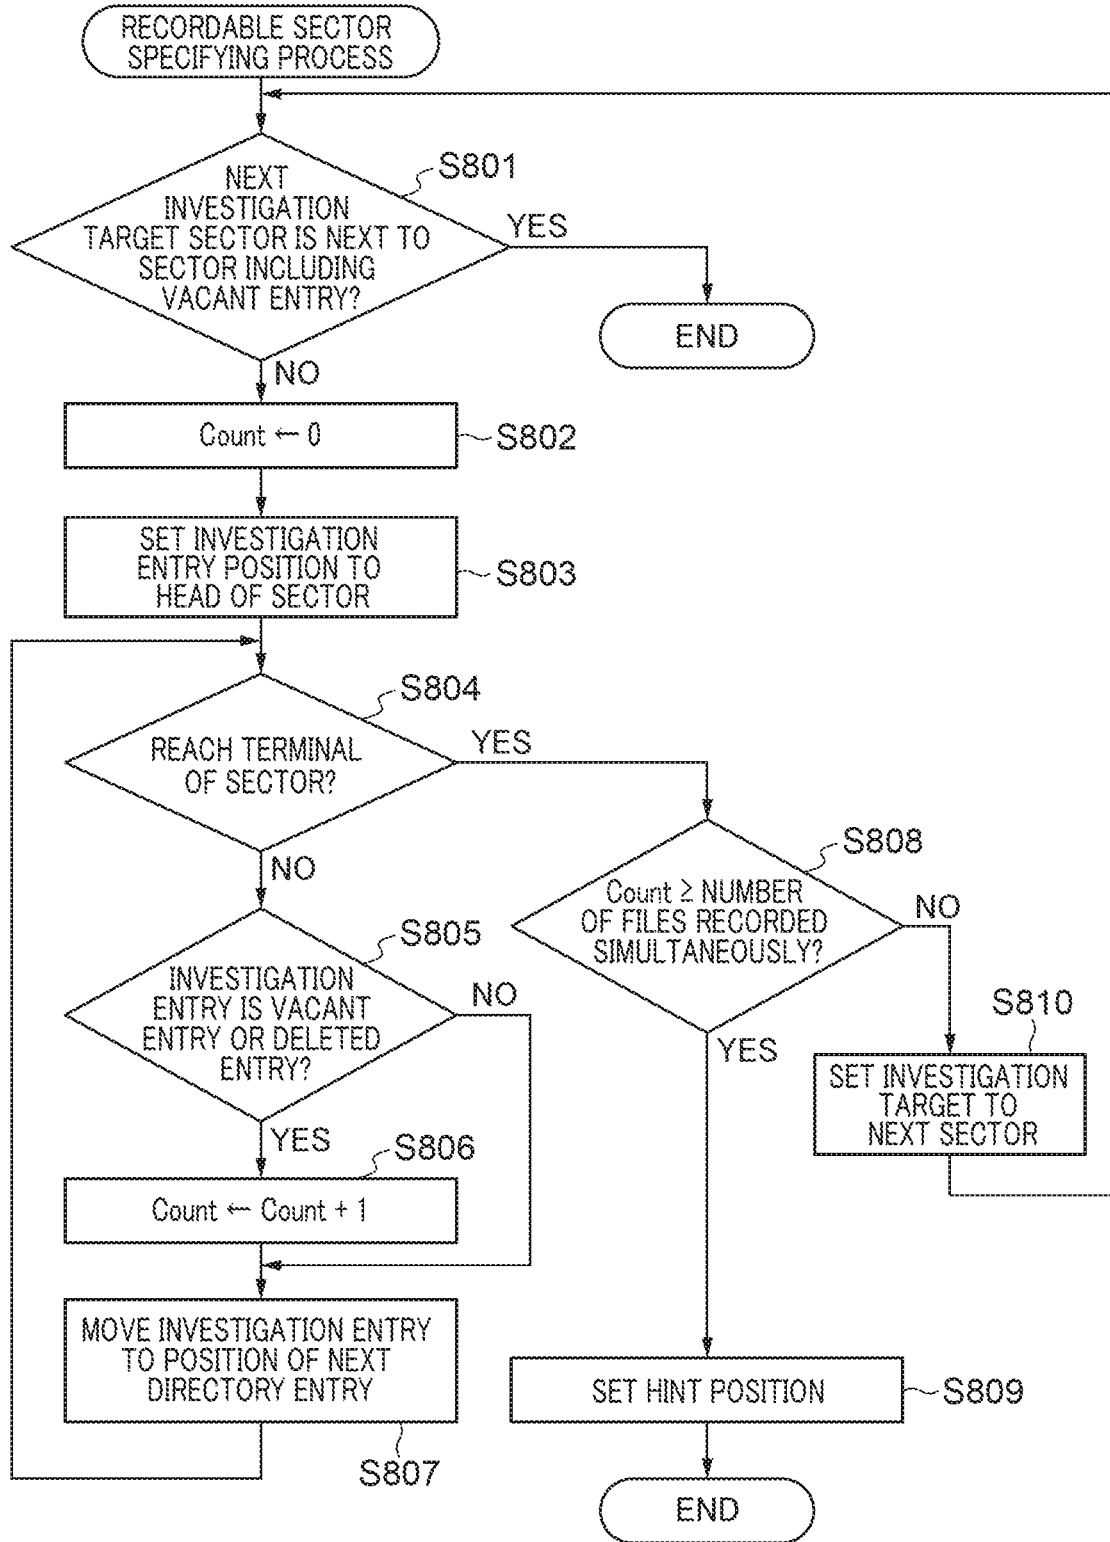 RECORDABLE SECTOR
SPECIFYING PROCESS
S801
NEXT
INVESTIGATION
TARGET SECTOR IS NEXT TO
SECTOR INCLUDING
VACANT ENTRY?
YES
END
NO
Count ← 0
S802
SET INVESTIGATION
ENTRY POSITION TO
HEAD OF SECTOR
S803
S804
REACH TERMINAL
OF SECTOR?
YES
NO
S808
Count ≥ NUMBER
OF FILES RECORDED
SIMULTANEOUSLY?
NO
YES
S805
INVESTIGATION
ENTRY IS VACANT
ENTRY OR DELETED
ENTRY?
NO
YES
S810
SET INVESTIGATION
TARGET TO
NEXT SECTOR
S806
Count ← Count + 1
MOVE INVESTIGATION ENTRY
TO POSITION OF NEXT
DIRECTORY ENTRY
S807
SET HINT POSITION
S809
END